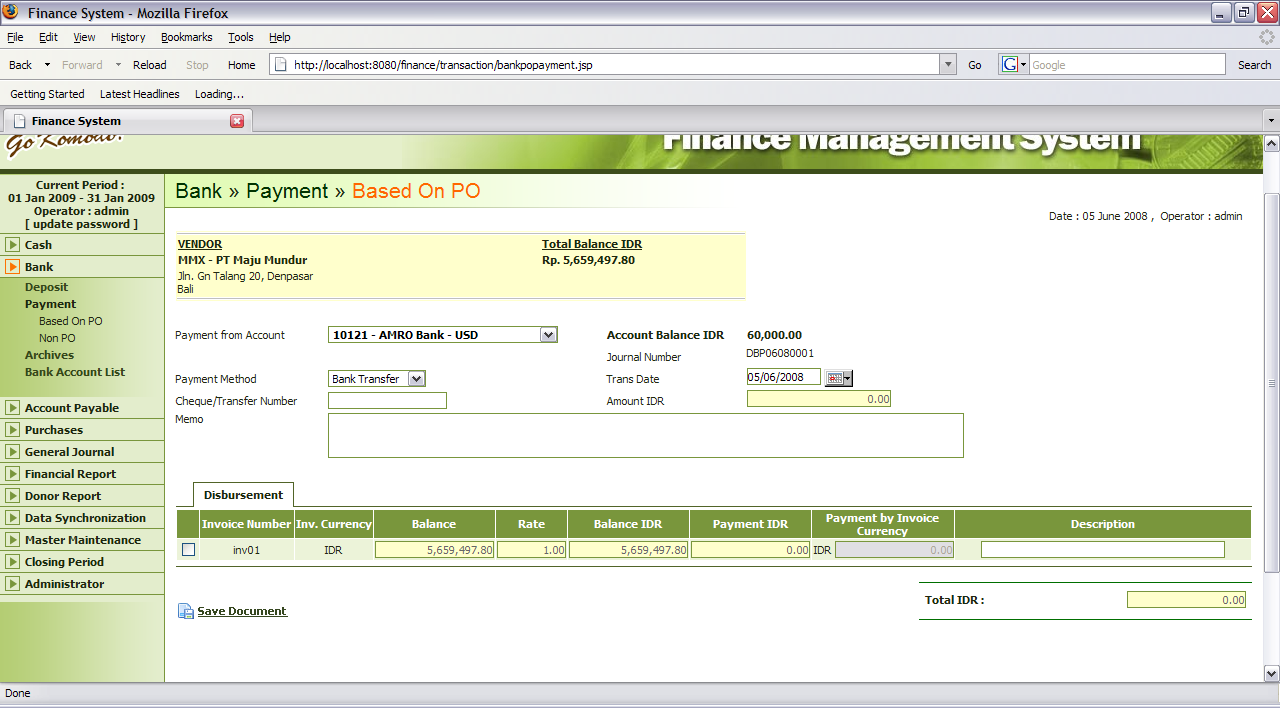 Finance System - Mozilla Firefox
File Edit View History Bookmarks Tools Help
Back Forward Reload Stop Home http://localhost:8080/finance/transaction/bankpopayment.jsp Go G Google Search
Getting Started Latest Headlines Loading...
Finance System
Go Komodo! Finance Management System
Current Period :
01 Jan 2009 - 31 Jan 2009
Operator : admin
[ update password ]
Cash
Bank
Deposit
Payment
Based On PO
Non PO
Archives
Bank Account List
Account Payable
Purchases
General Journal
Financial Report
Donor Report
Data Synchronization
Master Maintenance
Closing Period
Administrator
Bank » Payment » Based On PO
Date : 05 June 2008 , Operator : admin
VENDOR Total Balance IDR
MMX - PT Maju Mundur Rp. 5,659,497.80
Jln. Gn Talang 20, Denpasar
Bali
Payment from Account 10121 - AMRO Bank - USD Account Balance IDR 60,000.00
Journal Number DBP06080001
Payment Method Bank Transfer Trans Date 05/06/2008
Cheque/Transfer Number Amount IDR 0.00
Memo
Disbursement
Invoice Number Inv. Currency Balance Rate Balance IDR Payment IDR Payment by Invoice Currency Description
inv01 IDR 5,659,497.80 1.00 5,659,497.80 0.00 IDR 0.00
Total IDR : 0.00
Save Document
Done